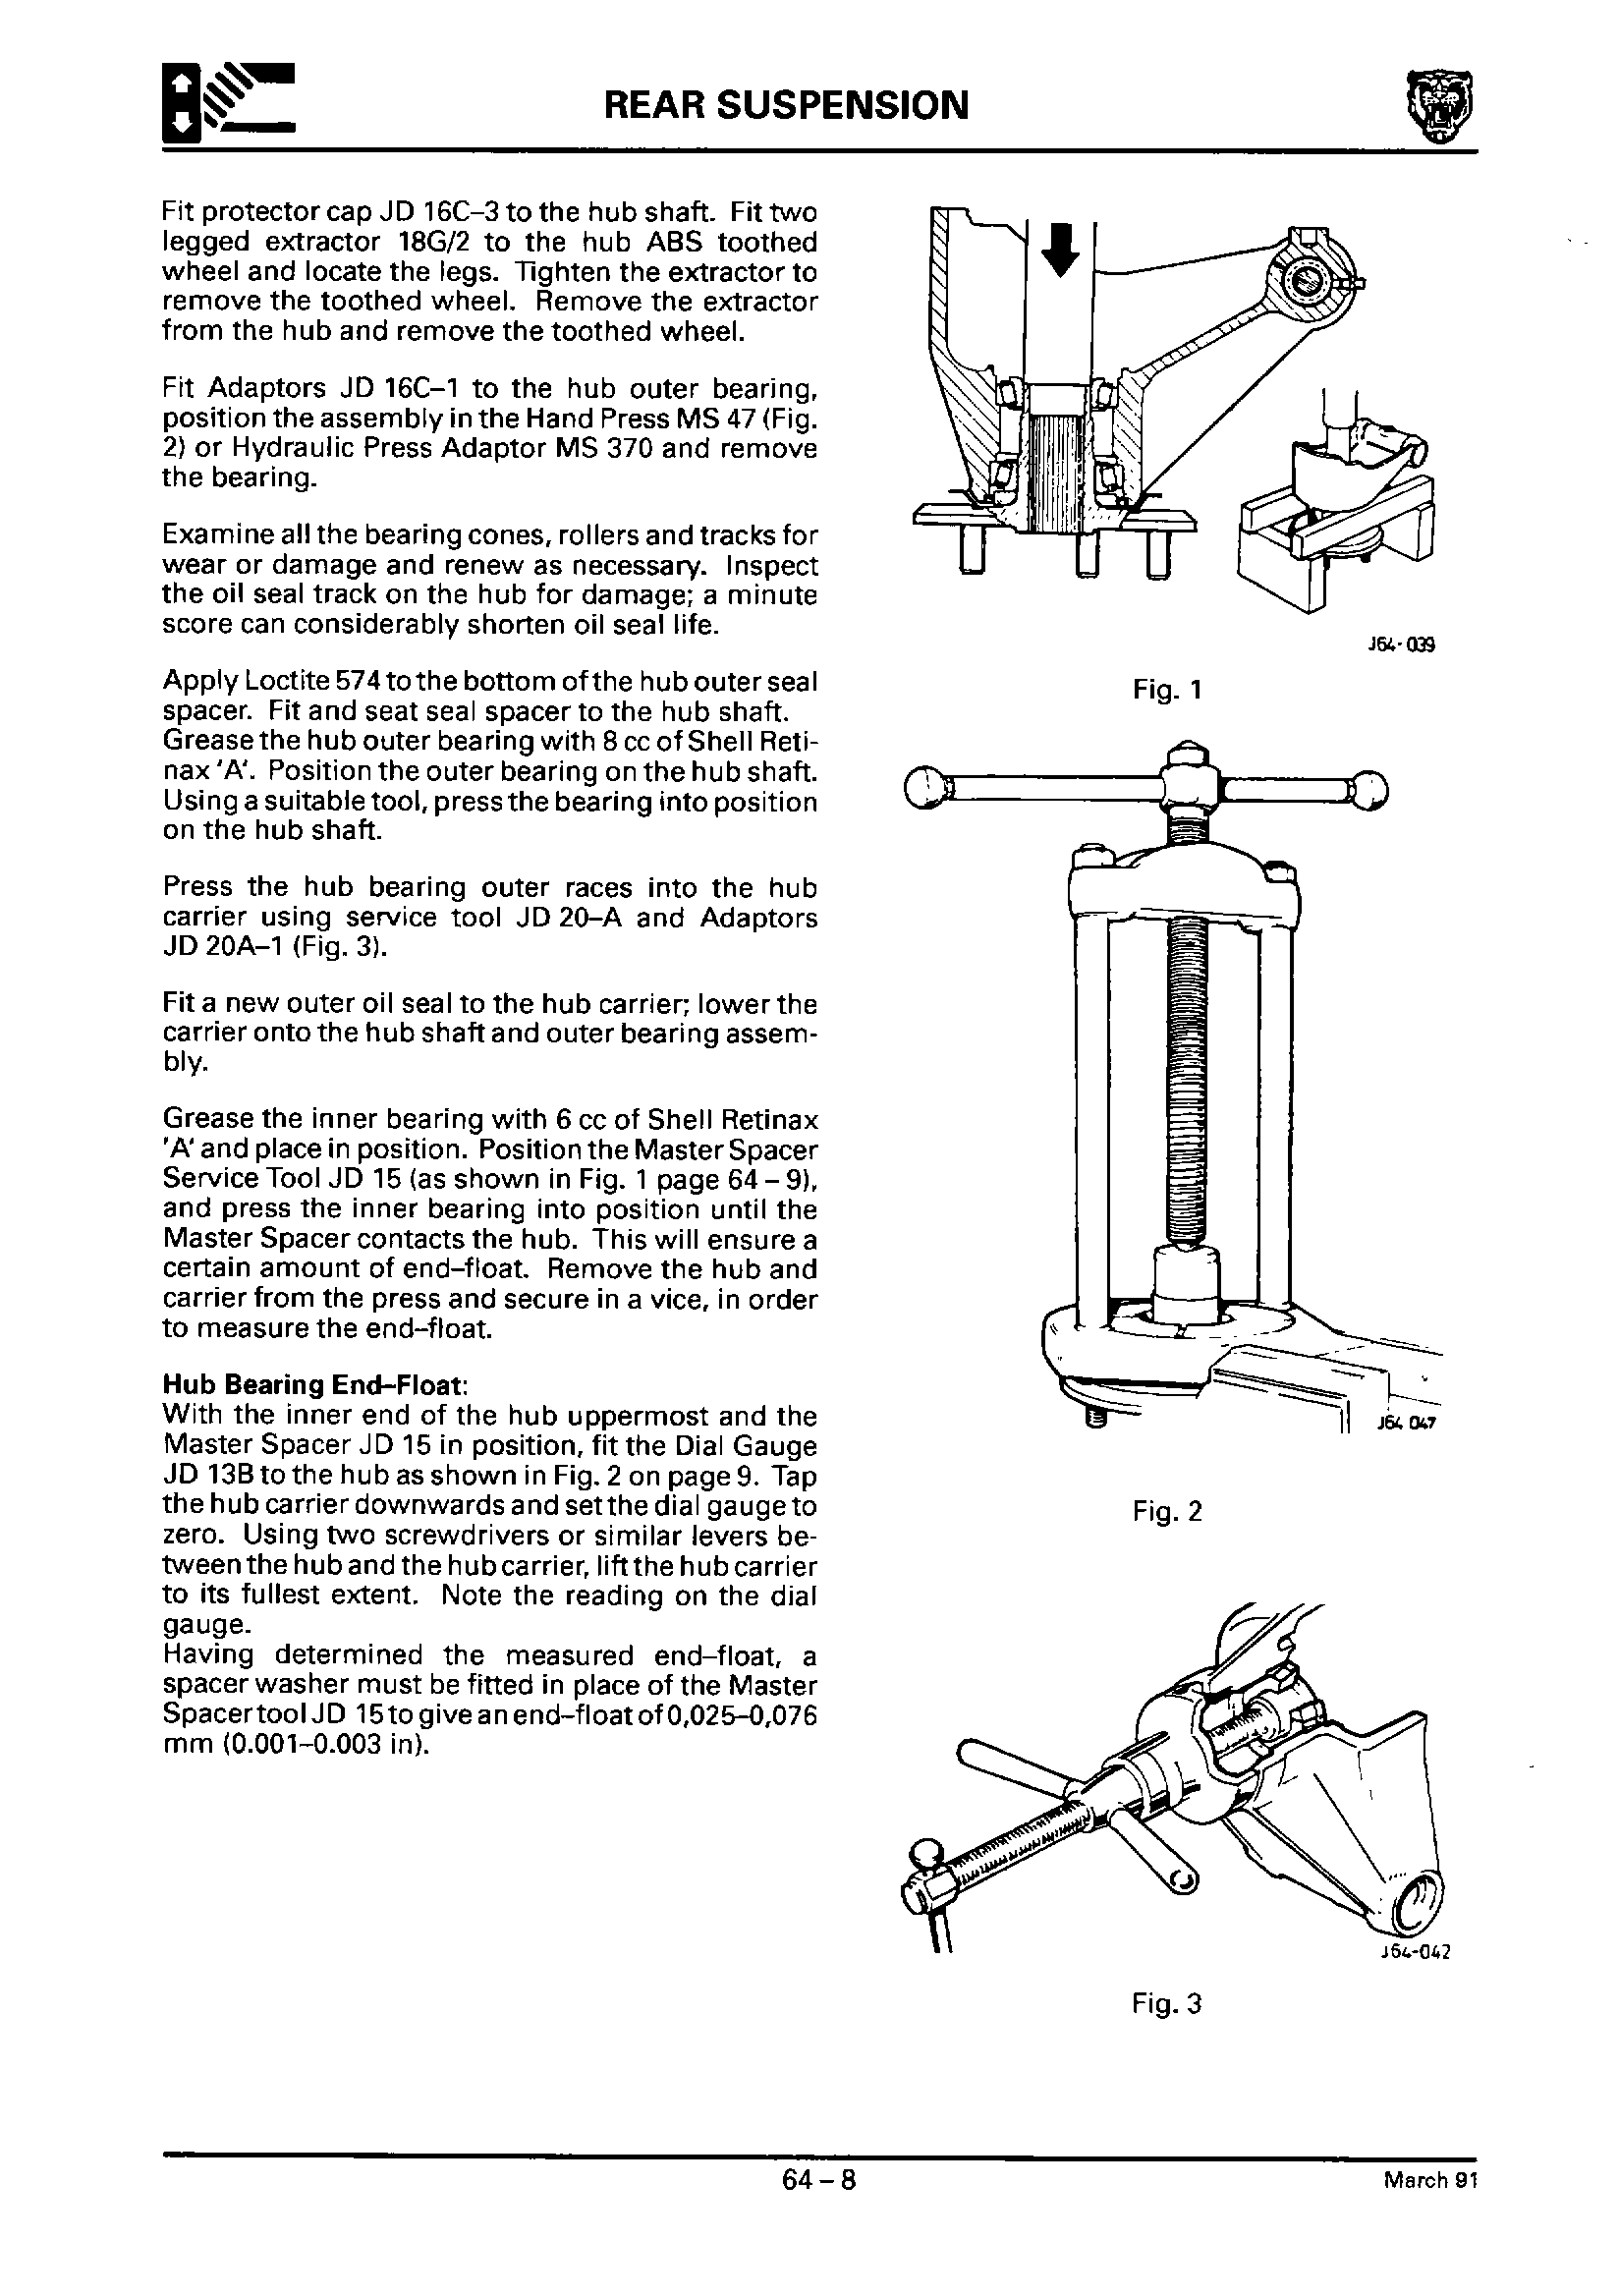 REAR SUSPENSION
Fit protector cap JD 16C–3 to the hub shaft. Fit two
legged extractor 18G/2 to the hub ABS toothed
wheel and locate the legs. Tighten the extractor to
remove the toothed wheel. Remove the extractor
from the hub and remove the toothed wheel.
Fit Adaptors JD 16C–1 to the hub outer bearing,
position the assembly in the Hand Press MS 47 (Fig.
2) or Hydraulic Press Adaptor MS 370 and remove
the bearing.
Examine all the bearing cones, rollers and tracks for
wear or damage and renew as necessary. Inspect
the oil seal track on the hub for damage; a minute
score can considerably shorten oil seal life.
Apply Loctite 574 to the bottom of the hub outer seal
spacer. Fit and seat seal spacer to the hub shaft.
Grease the hub outer bearing with 8 cc of Shell Reti-
nax 'A'. Position the outer bearing on the hub shaft.
Using a suitable tool, press the bearing into position
on the hub shaft.
Press the hub bearing outer races into the hub
carrier using service tool JD 20–A and Adaptors
JD 20A–1 (Fig. 3).
Fit a new outer oil seal to the hub carrier; lower the
carrier onto the hub shaft and outer bearing assem-
bly.
Grease the inner bearing with 6 cc of Shell Retinax
'A' and place in position. Position the Master Spacer
Service Tool JD 15 (as shown in Fig. 1 page 64 – 9),
and press the inner bearing into position until the
Master Spacer contacts the hub. This will ensure a
certain amount of end–float. Remove the hub and
carrier from the press and secure in a vice, in order
to measure the end–float.
Hub Bearing End–Float:
With the inner end of the hub uppermost and the
Master Spacer JD 15 in position, fit the Dial Gauge
JD 13B to the hub as shown in Fig. 2 on page 9. Tap
the hub carrier downwards and set the dial gauge to
zero. Using two screwdrivers or similar levers be-
tween the hub and the hub carrier, lift the hub carrier
to its fullest extent. Note the reading on the dial
gauge.
Having determined the measured end–float, a
spacer washer must be fitted in place of the Master
Spacer tool JD 15 to give an end–float of 0,025–0,076
mm (0.001–0.003 in).
J64-039
Fig. 1
J64 047
Fig. 2
J64-042
Fig. 3
64 – 8
March 91